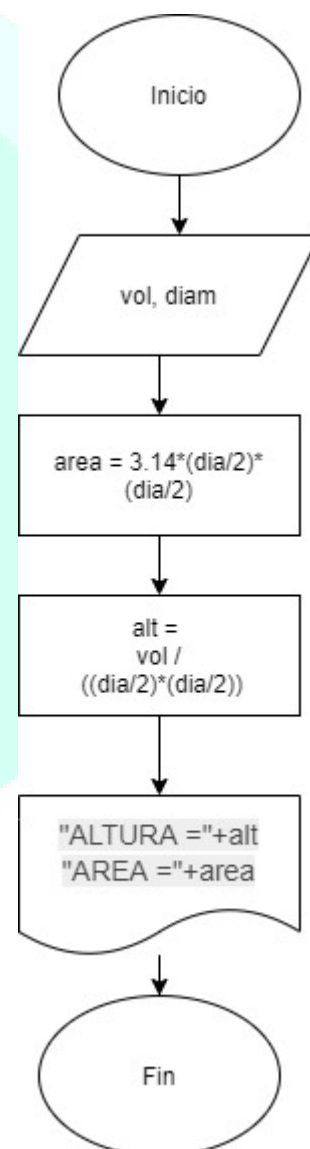 Inicio
vol, diam
area = 3.14*(dia/2)*
(dia/2)
alt =
vol /
((dia/2)*(dia/2))
"ALTURA ="+alt
"AREA ="+area
Fin